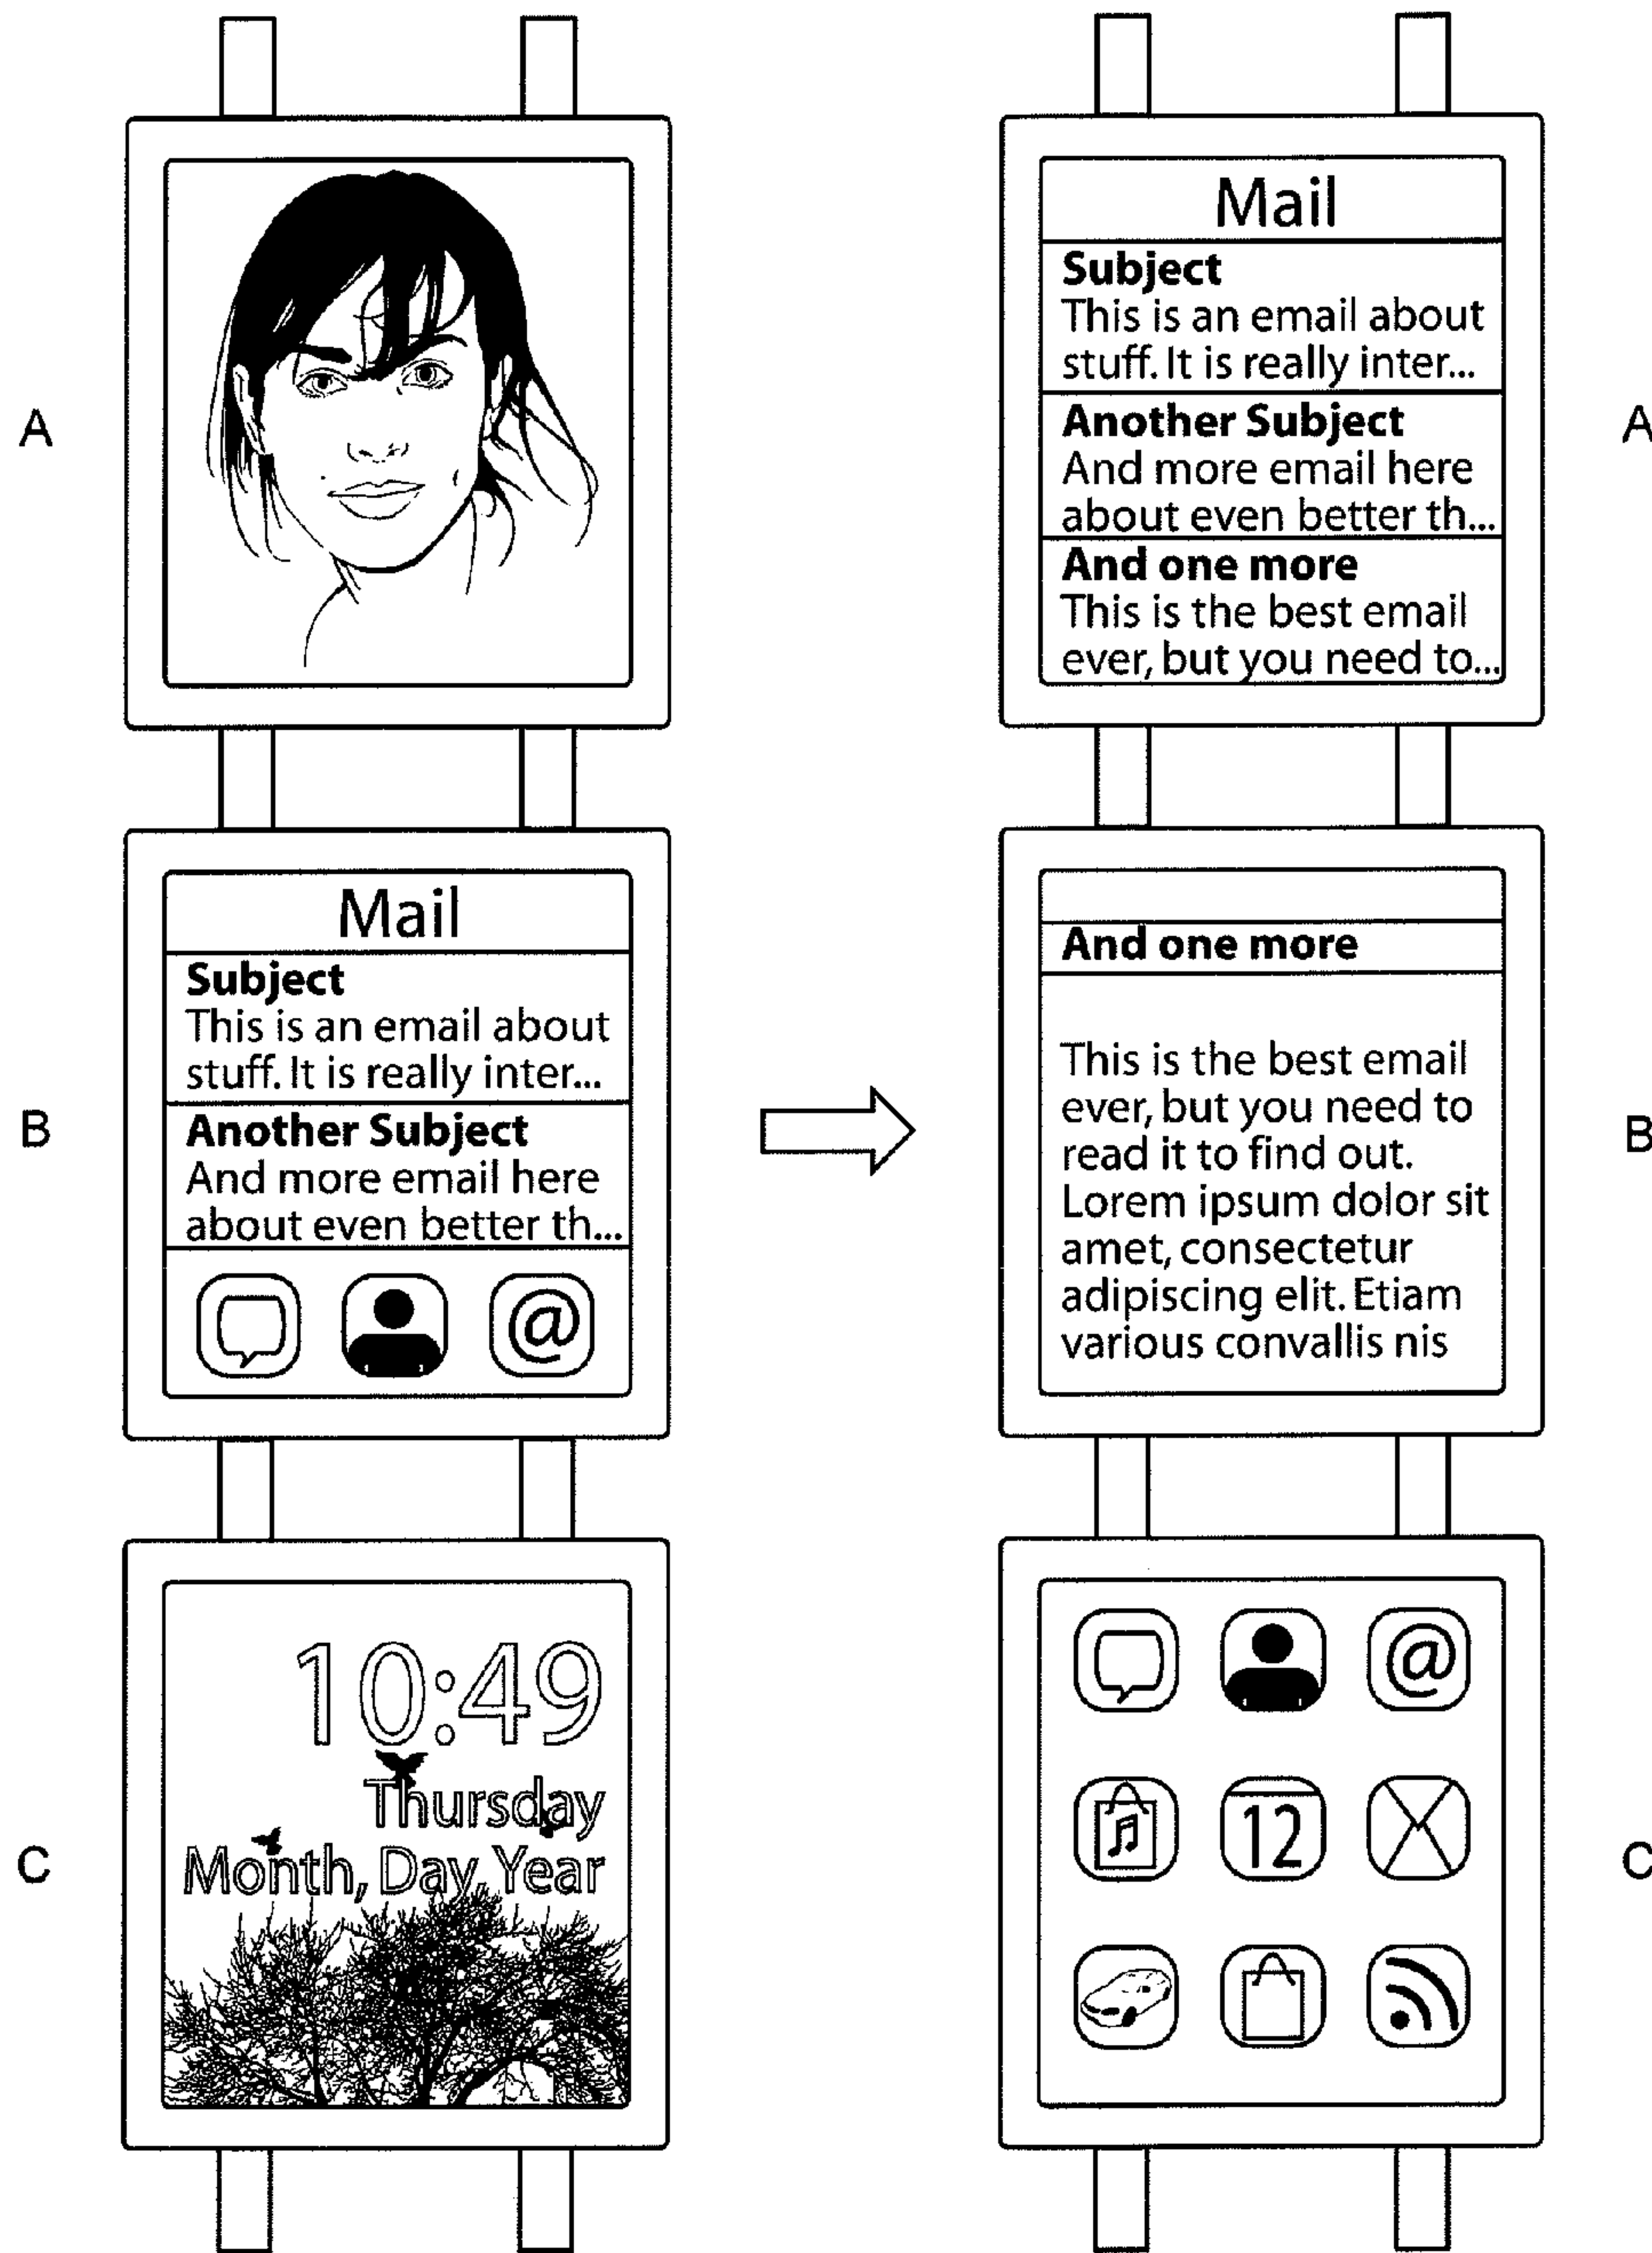 A
Mail
Subject
This is an email about
stuff. It is really inter...
Another Subject
And more email here
about even better th...
@
B
10:49
Thursday
Month, Day, Year
C
Mail
Subject
This is an email about
stuff. It is really inter...
Another Subject
And more email here
about even better th...
And one more
This is the best email
ever, but you need to...
A
And one more
This is the best email
ever, but you need to
read it to find out.
Lorem ipsum dolor sit
amet, consectetur
adipiscing elit. Etiam
various convallis nis
B
@
12
C